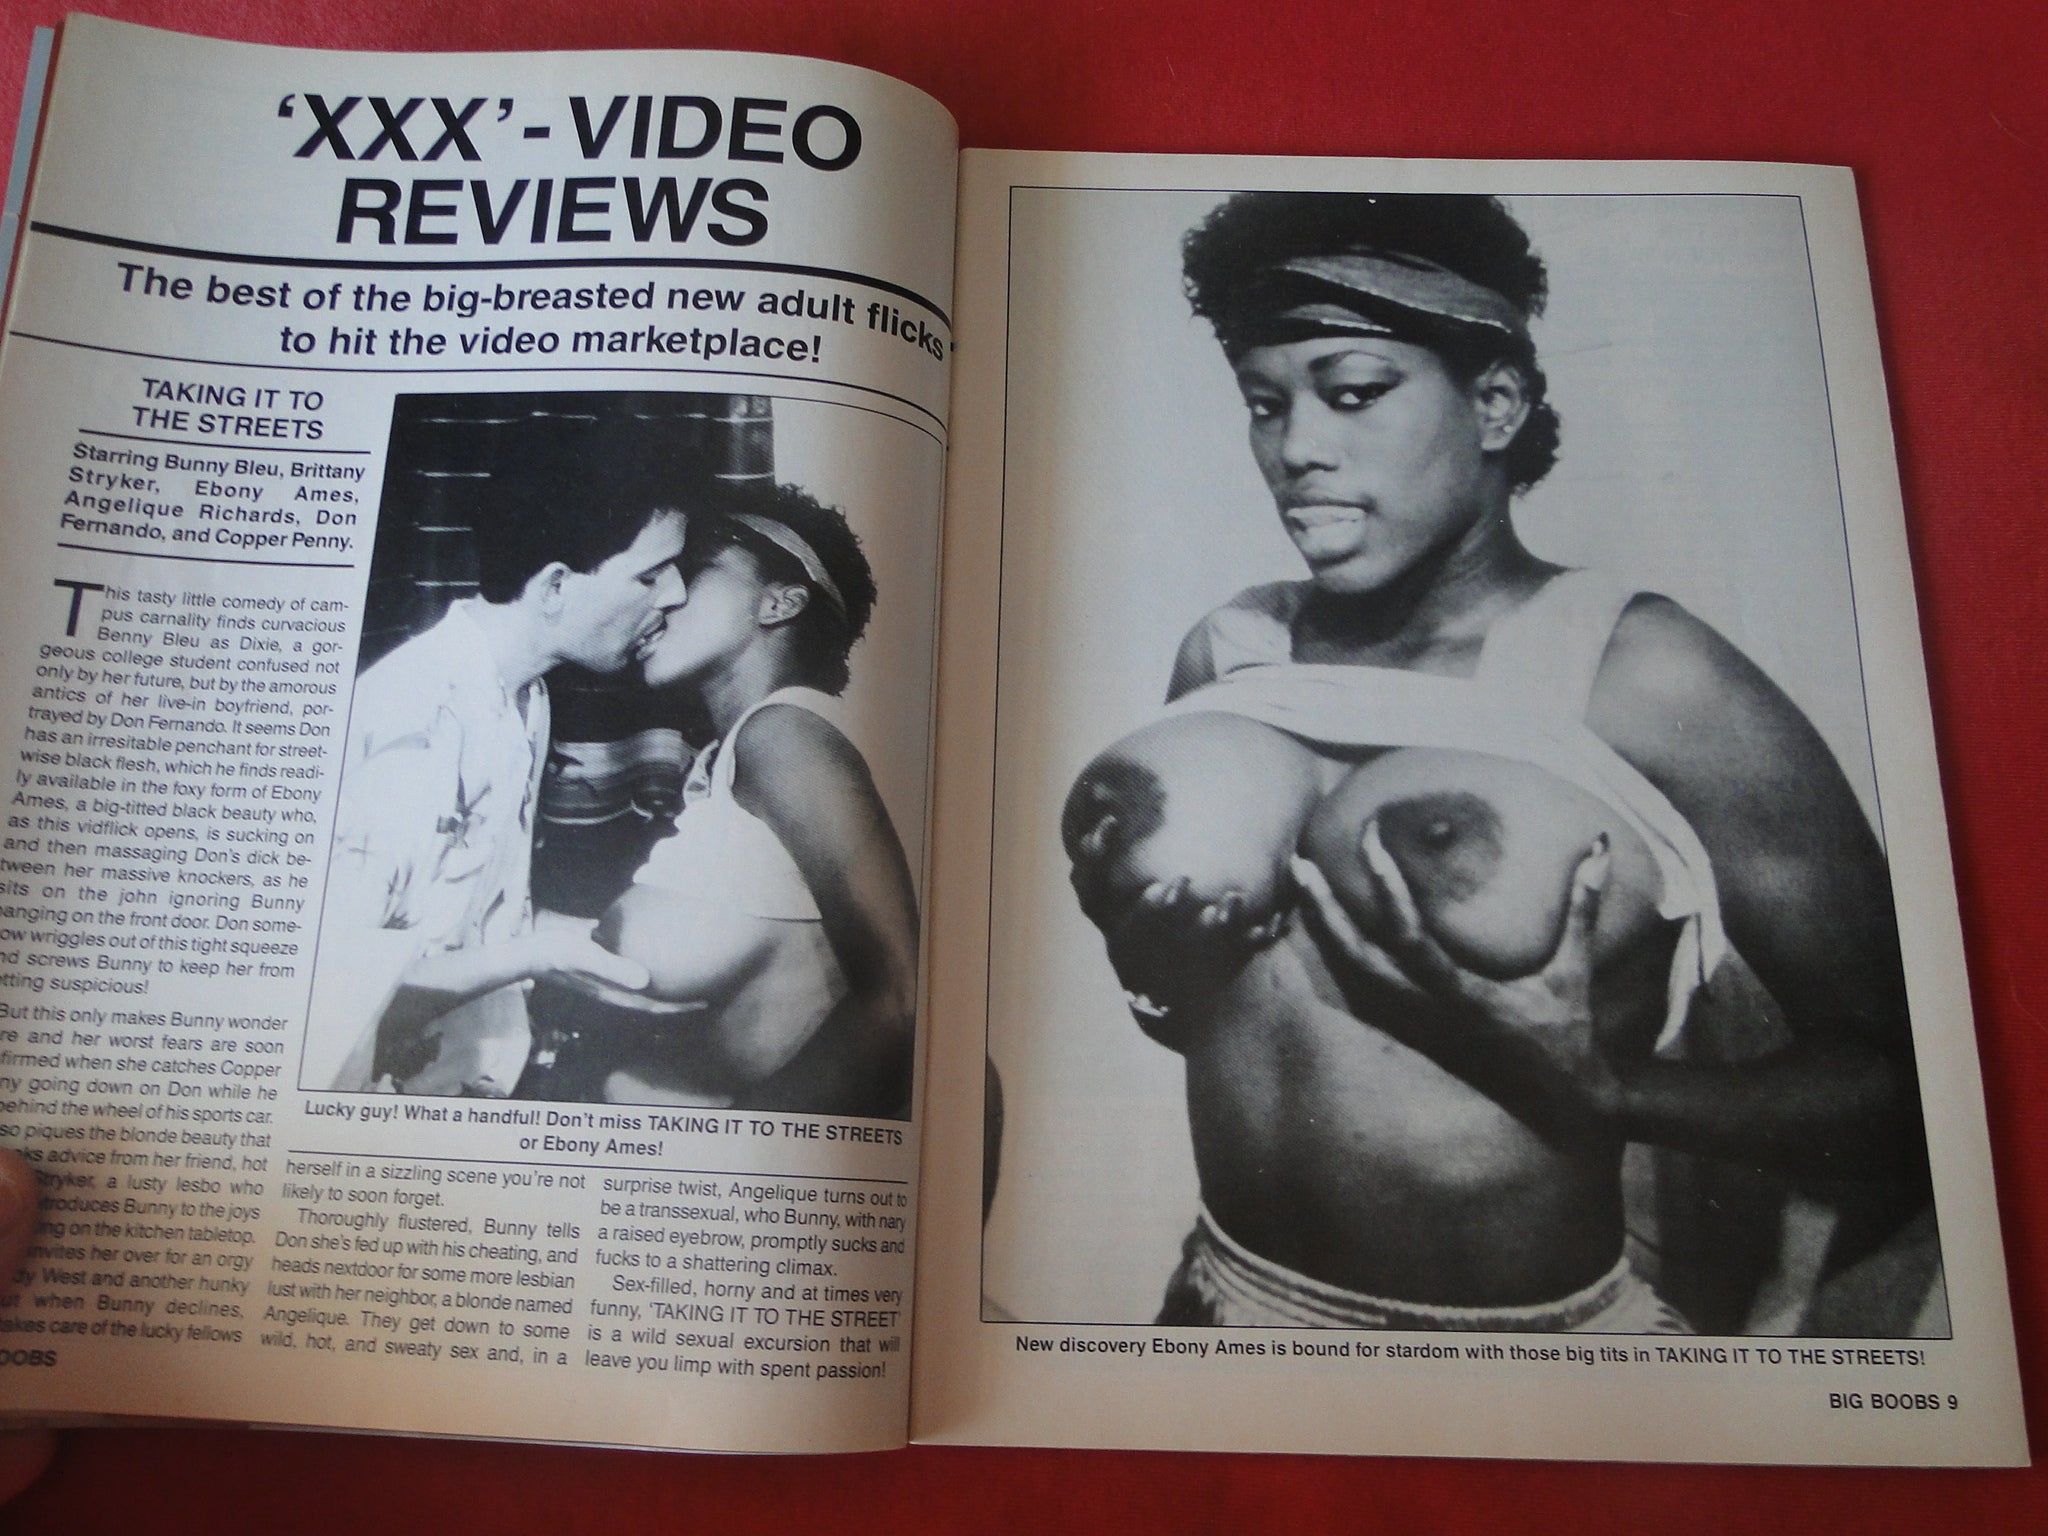 'XXX' - VIDEO
REVIEWS
The best of the big-breasted new adult flicks
to hit the video marketplace!
TAKING IT TO
THE STREETS
Starring Bunny Bleu, Brittany
Stryker, Ebony Ames,
Angelique Richards, Don
Fernando, and Copper Penny.
This tasty little comedy of cam-
pus carnality finds curvacious
Benny Bleu as Dixie, a gor-
geous college student confused not
only by her future, but by the amorous
antics of her live-in boyfriend, por-
trayed by Don Fernando. It seems Don
has an irresitable penchant for street-
wise black flesh, which he finds readi-
ly available in the foxy form of Ebony
Ames, a big-titted black beauty who,
as this vidflick opens, is sucking on
and then massaging Don's dick be-
tween her massive knockers, as he
sits on the john ignoring Bunny
banging on the front door. Don some-
ow wriggles out of this tight squeeze
nd screws Bunny to keep her from
tting suspicious!
But this only makes Bunny wonder
re and her worst fears are soon
firmed when she catches Copper
ny going down on Don while he
behind the wheel of his sports car.
so piques the blonde beauty that
ks advice from her friend, hot
Stryker, a lusty lesbo who
troduces Bunny to the joys
ng on the kitchen tabletop.
nvites her over for an orgy
dy West and another hunky
ut when Bunny declines,
takes care of the lucky fellows
OOBS
Lucky guy! What a handful! Don't miss TAKING IT TO THE STREETS
or Ebony Ames!
herself in a sizzling scene you're not
likely to soon forget.
Thoroughly flustered, Bunny tells
Don she's fed up with his cheating, and
heads nextdoor for some more lesbian
lust with her neighbor, a blonde named
Angelique. They get down to some
wild, hot, and sweaty sex and, in a
surprise twist, Angelique turns out to
be a transsexual, who Bunny, with nary
a raised eyebrow, promptly sucks and
fucks to a shattering climax.
Sex-filled, horny and at times very
funny, 'TAKING IT TO THE STREET'
is a wild sexual excursion that will
leave you limp with spent passion!
New discovery Ebony Ames is bound for stardom with those big tits in TAKING IT TO THE STREETS!
BIG BOOBS 9